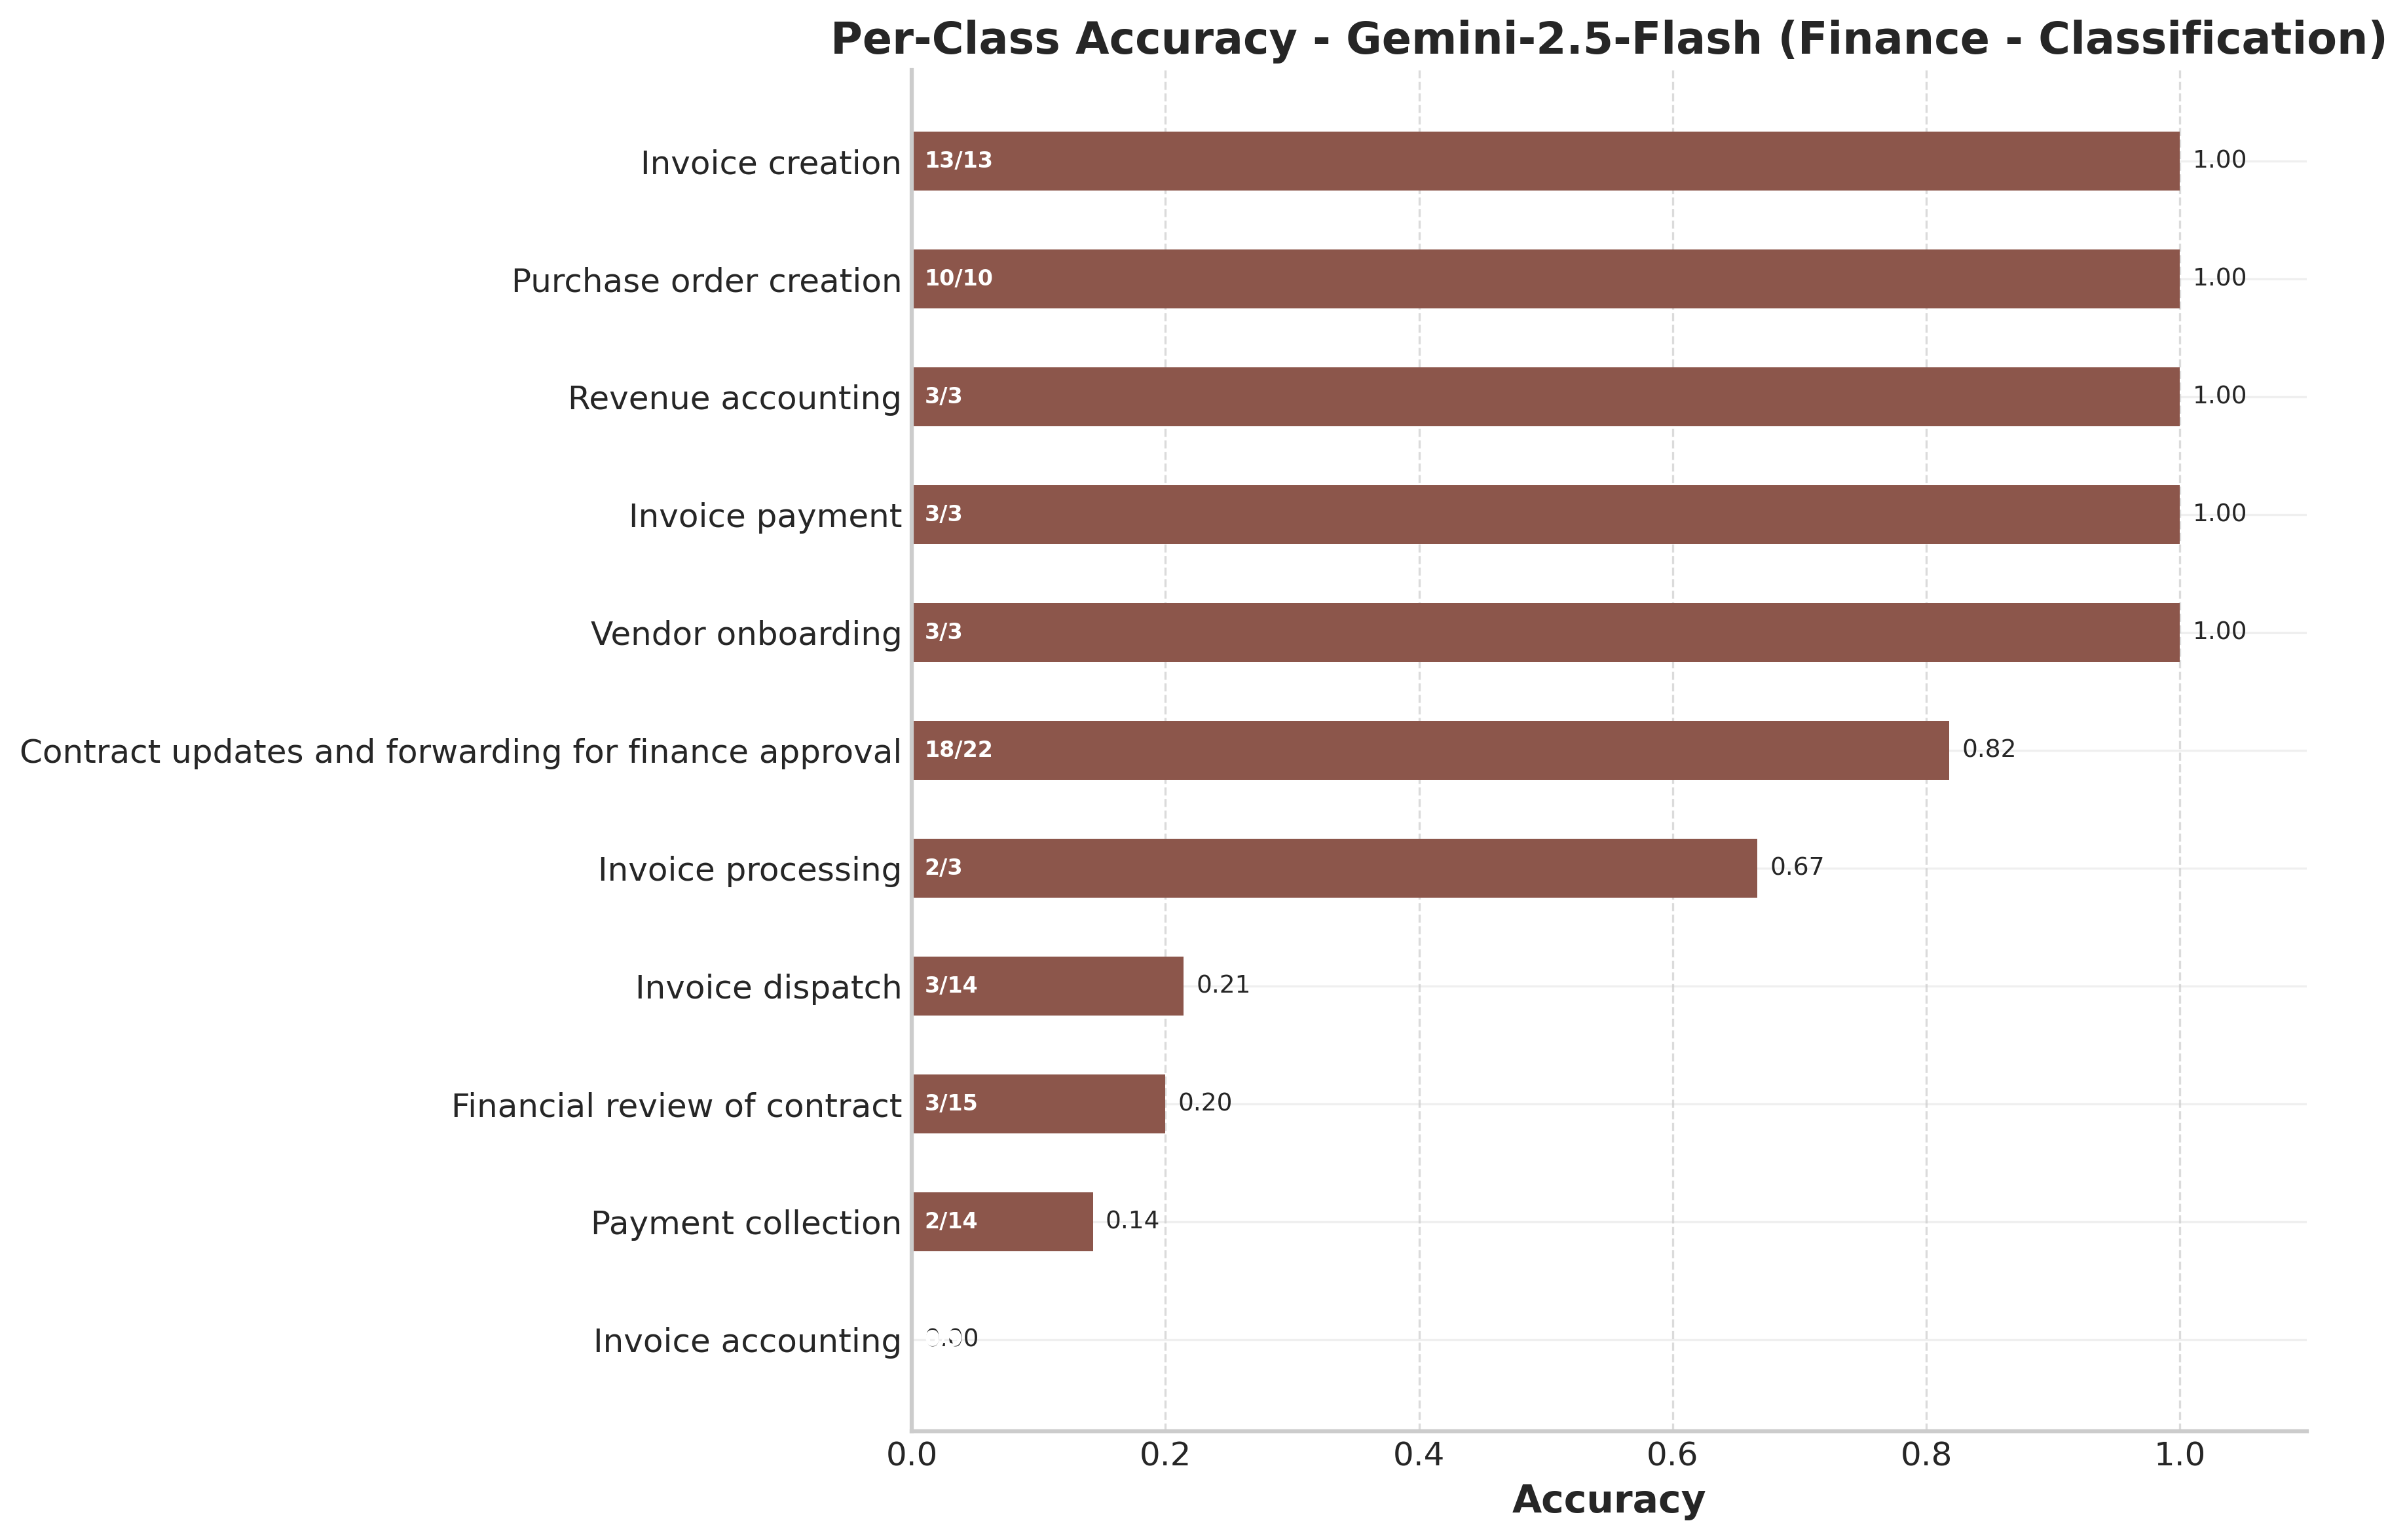 Per-Class Accuracy - Gemini-2.5-Flash (Finance - Classification)
Invoice creation 13/13 1.00
Purchase order creation 10/10 1.00
Revenue accounting 3/3 1.00
Invoice payment 3/3 1.00
Vendor onboarding 3/3 1.00
Contract updates and forwarding for finance approval 18/22 0.82
Invoice processing 2/3 0.67
Invoice dispatch 3/14 0.21
Financial review of contract 3/15 0.20
Payment collection 2/14 0.14
Invoice accounting 0.00
0.0 0.2 0.4 0.6 0.8 1.0
Accuracy